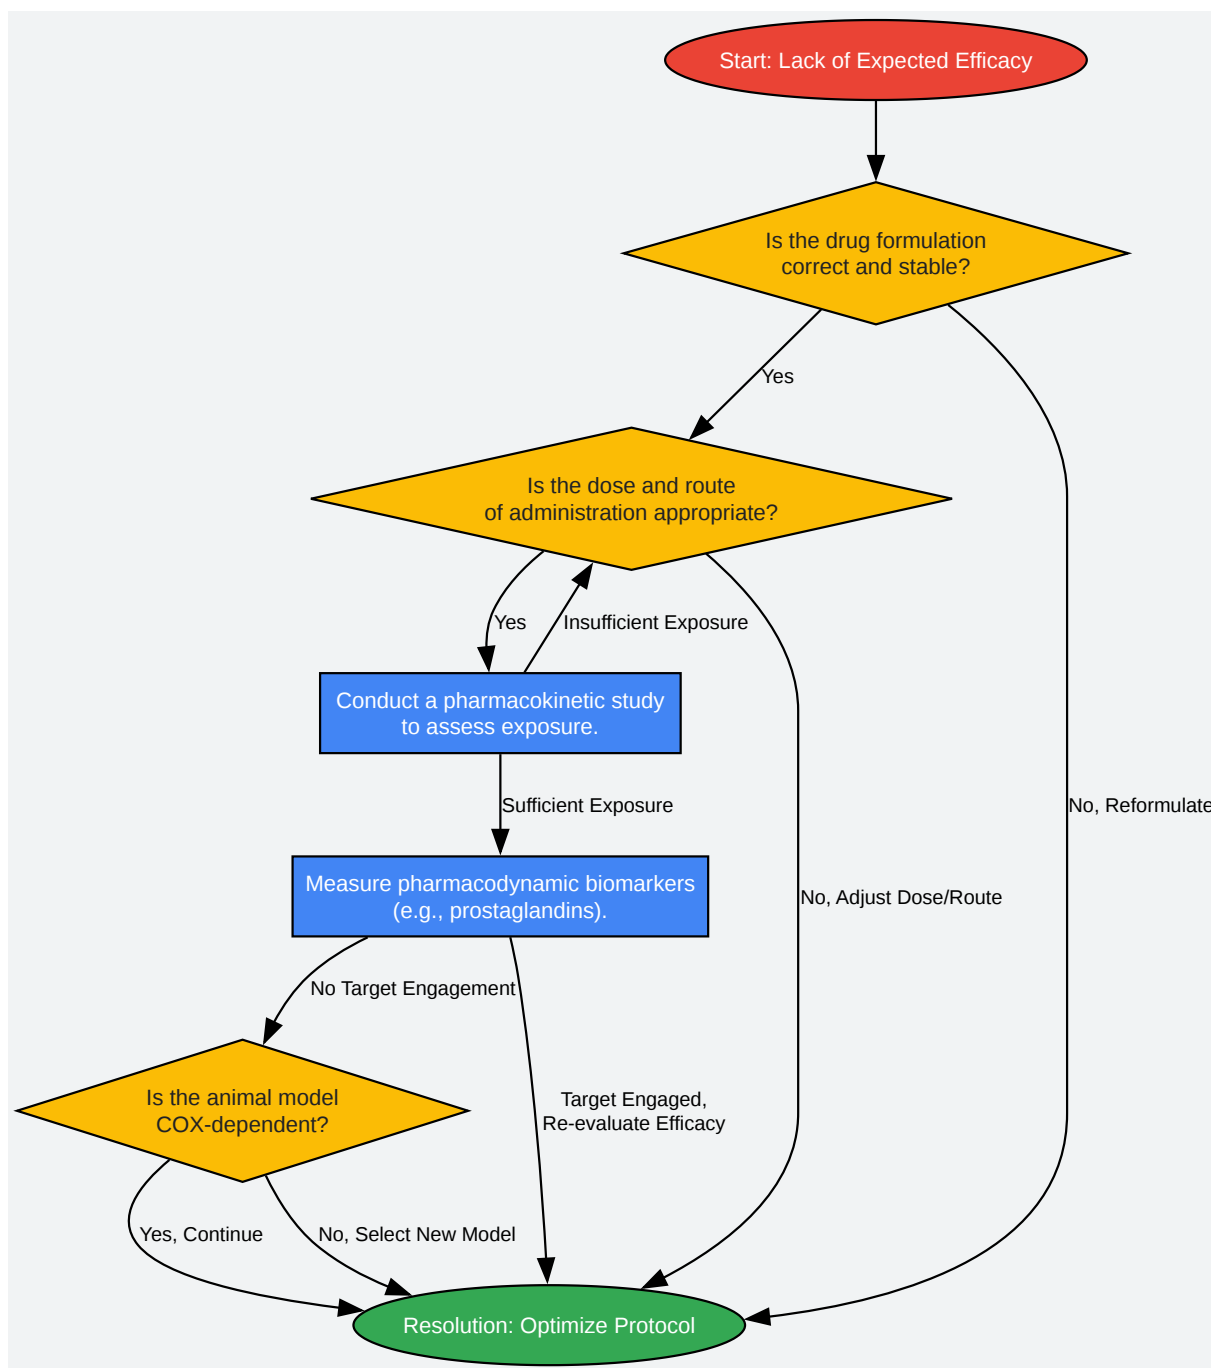 Start: Lack of Expected Efficacy
Is the drug formulation
correct and stable?
Yes
Is the dose and route
of administration appropriate?
Yes
Insufficient Exposure
Conduct a pharmacokinetic study
to assess exposure.
Sufficient Exposure
No, Reformulate
Measure pharmacodynamic biomarkers
(e.g., prostaglandins).
No, Adjust Dose/Route
No Target Engagement
Is the animal model
COX-dependent?
Target Engaged,
Re-evaluate Efficacy
Yes, Continue
No, Select New Model
Resolution: Optimize Protocol